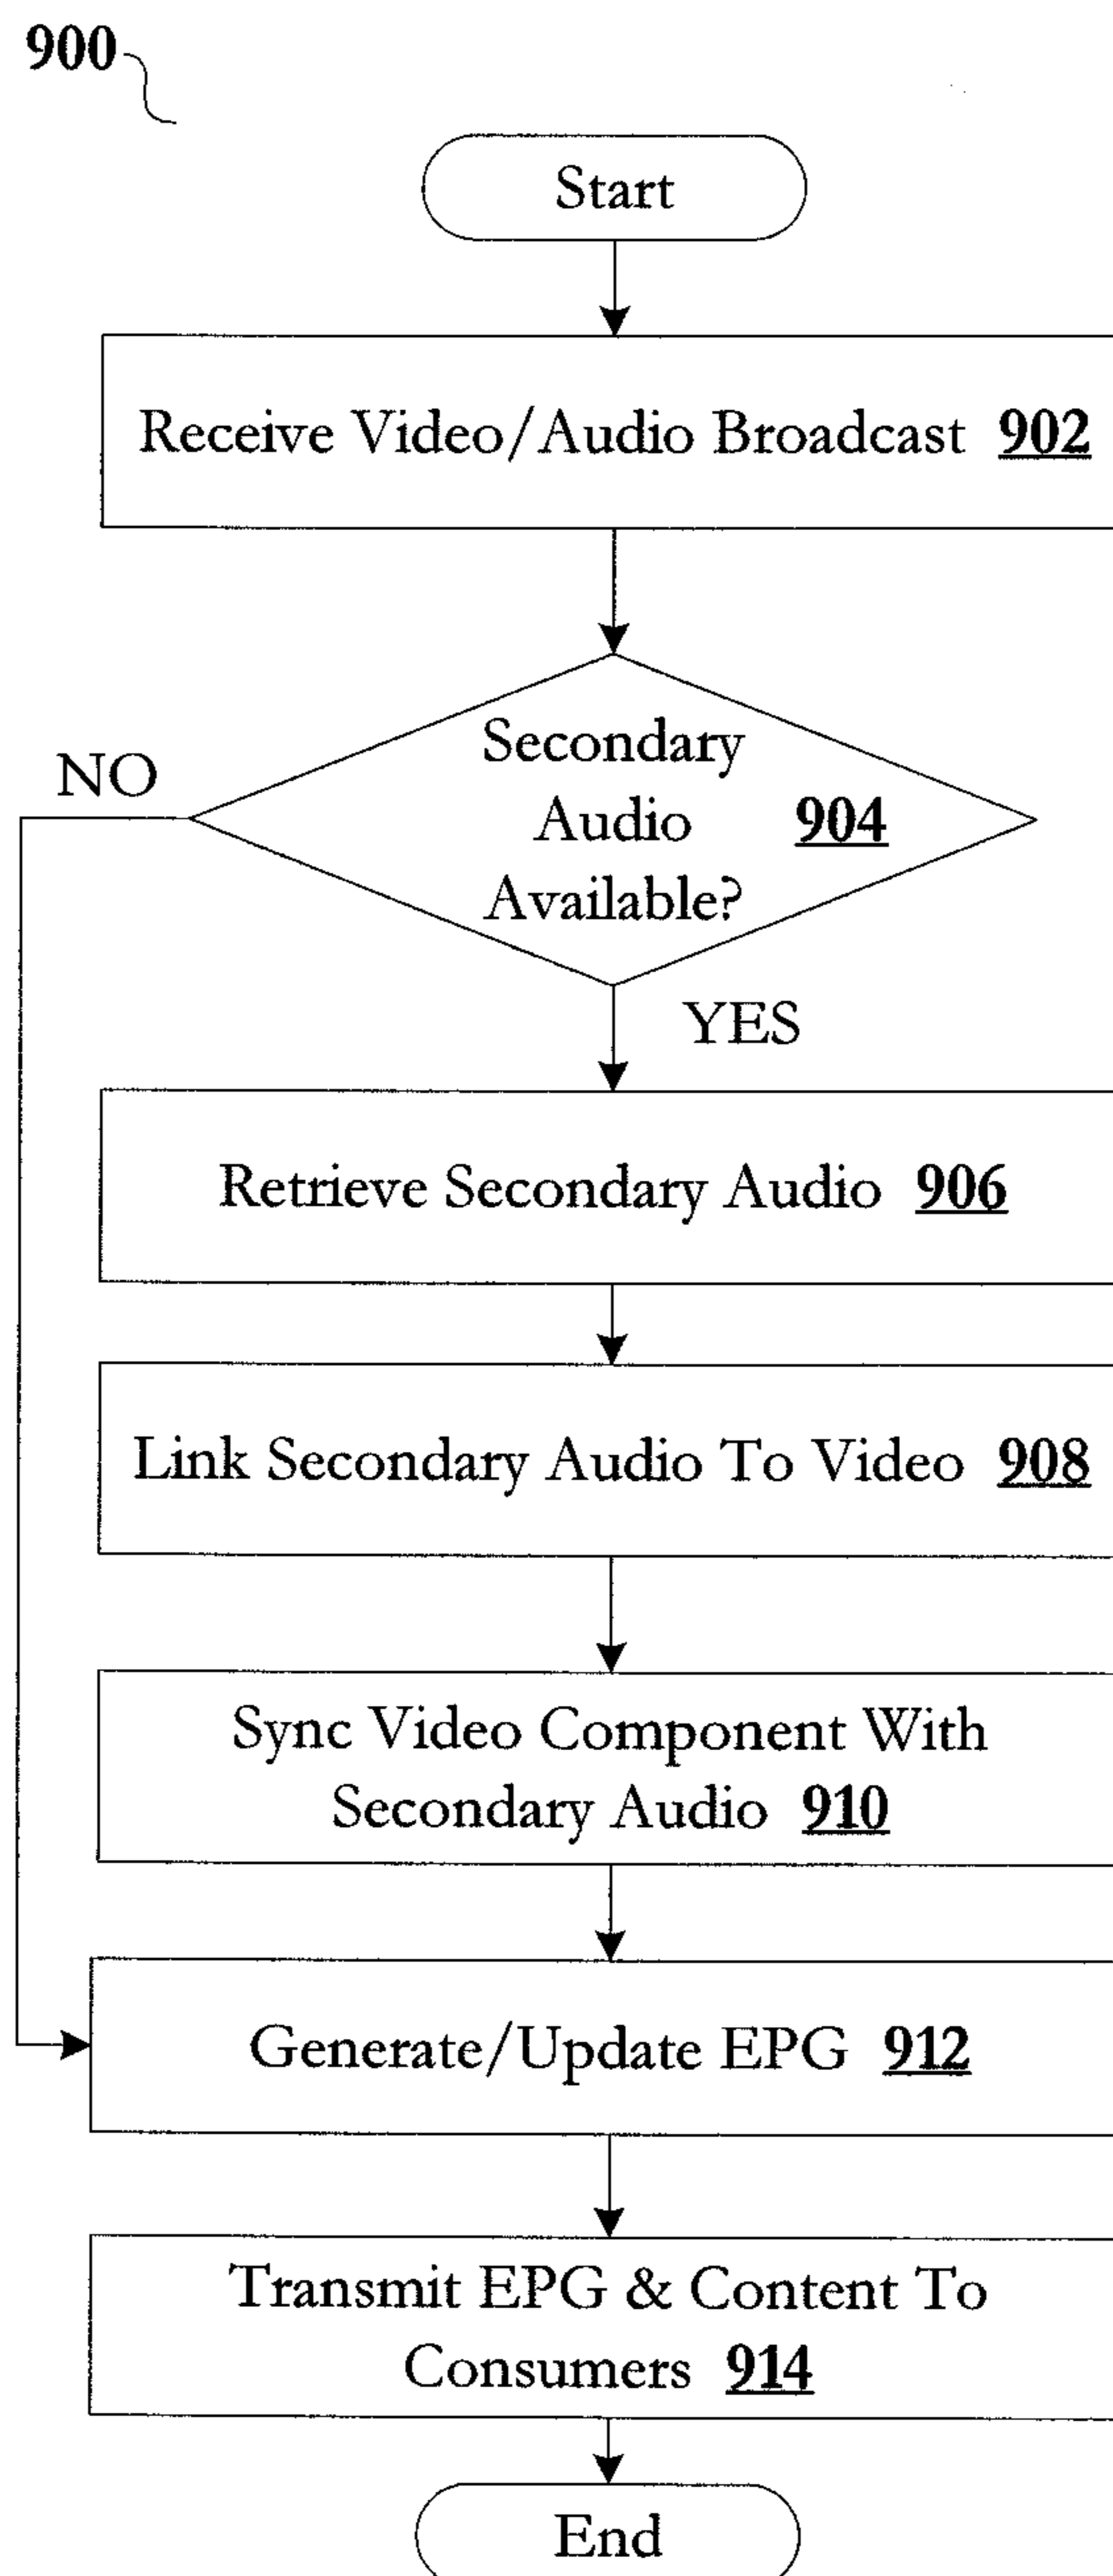 900
Start
Receive Video/Audio Broadcast 902
NO
Secondary
Audio 904
Available?
YES
Retrieve Secondary Audio 906
Link Secondary Audio To Video 908
Sync Video Component With
Secondary Audio 910
Generate/Update EPG 912
Transmit EPG & Content To
Consumers 914
End